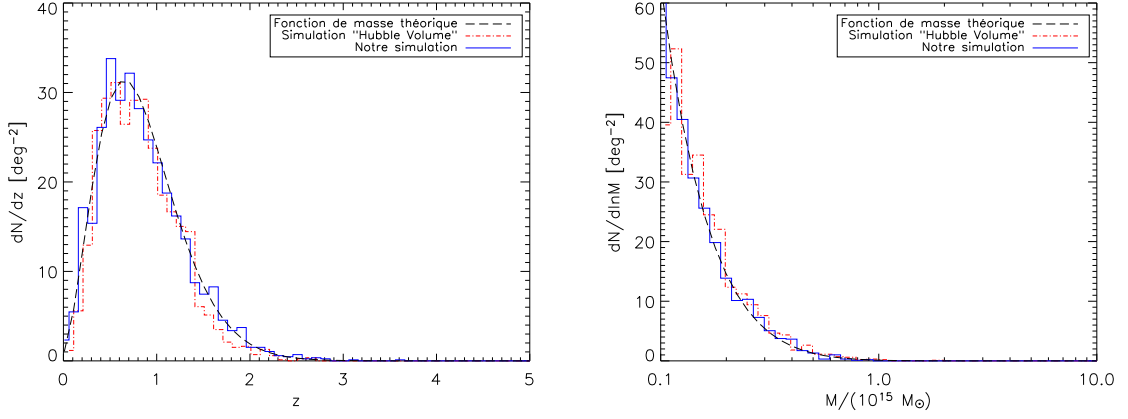 Fonction de masse théorique
Simulation "Hubble Volume"
Notre simulation
40
30
20
10
0
dN/dz [deg⁻²]
0
1
2
3
4
5
z
Fonction de masse théorique
Simulation "Hubble Volume"
Notre simulation
60
50
40
30
20
10
0
dN/dlnM [deg⁻²]
0.1
1.0
10.0
M/(10¹⁵ M☉)